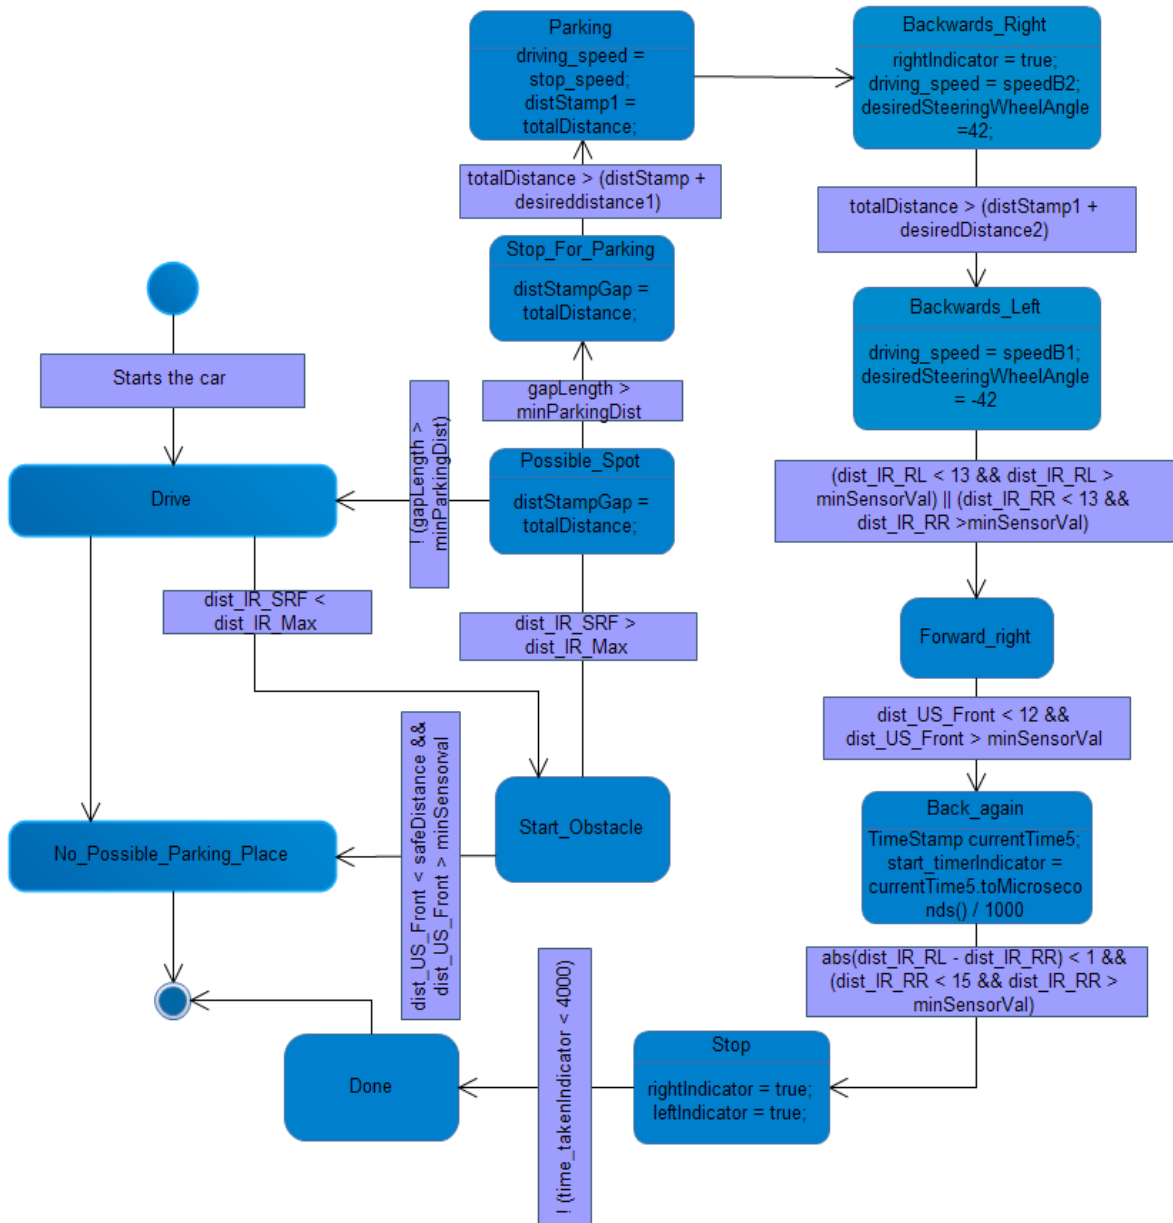 Parking
driving_speed =
stop_speed;
distStamp1 =
totalDistance;
Backwards_Right
rightIndicator = true;
driving_speed = speedB2;
desiredSteeringWheelAngle
=42;
totalDistance > (distStamp +
desireddistance1)
totalDistance > (distStamp1 +
desiredDistance2)
Stop_For_Parking
distStampGap =
totalDistance;
Backwards_Left
driving_speed = speedB1;
desiredSteeringWheelAngle
= -42
Starts the car
gapLength >
minParkingDist
! (gapLength >
minParkingDist)
Possible_Spot
distStampGap =
totalDistance;
(dist_IR_RL < 13 && dist_IR_RL >
minSensorVal) || (dist_IR_RR < 13 &&
dist_IR_RR >minSensorVal)
Drive
dist_IR_SRF <
dist_IR_Max
dist_IR_SRF >
dist_IR_Max
Forward_right
dist_US_Front < 12 &&
dist_US_Front > minSensorVal
dist_US_Front < safeDistance &&
dist_US_Front > minSensorval
Start_Obstacle
No_Possible_Parking_Place
Back_again
TimeStamp currentTime5;
start_timerIndicator =
currentTime5.toMicroseco
nds() / 1000
abs(dist_IR_RL - dist_IR_RR) < 1 &&
(dist_IR_RR < 15 && dist_IR_RR >
minSensorVal)
Stop
rightIndicator = true;
leftIndicator = true;
! (time_takenIndicator < 4000)
Done